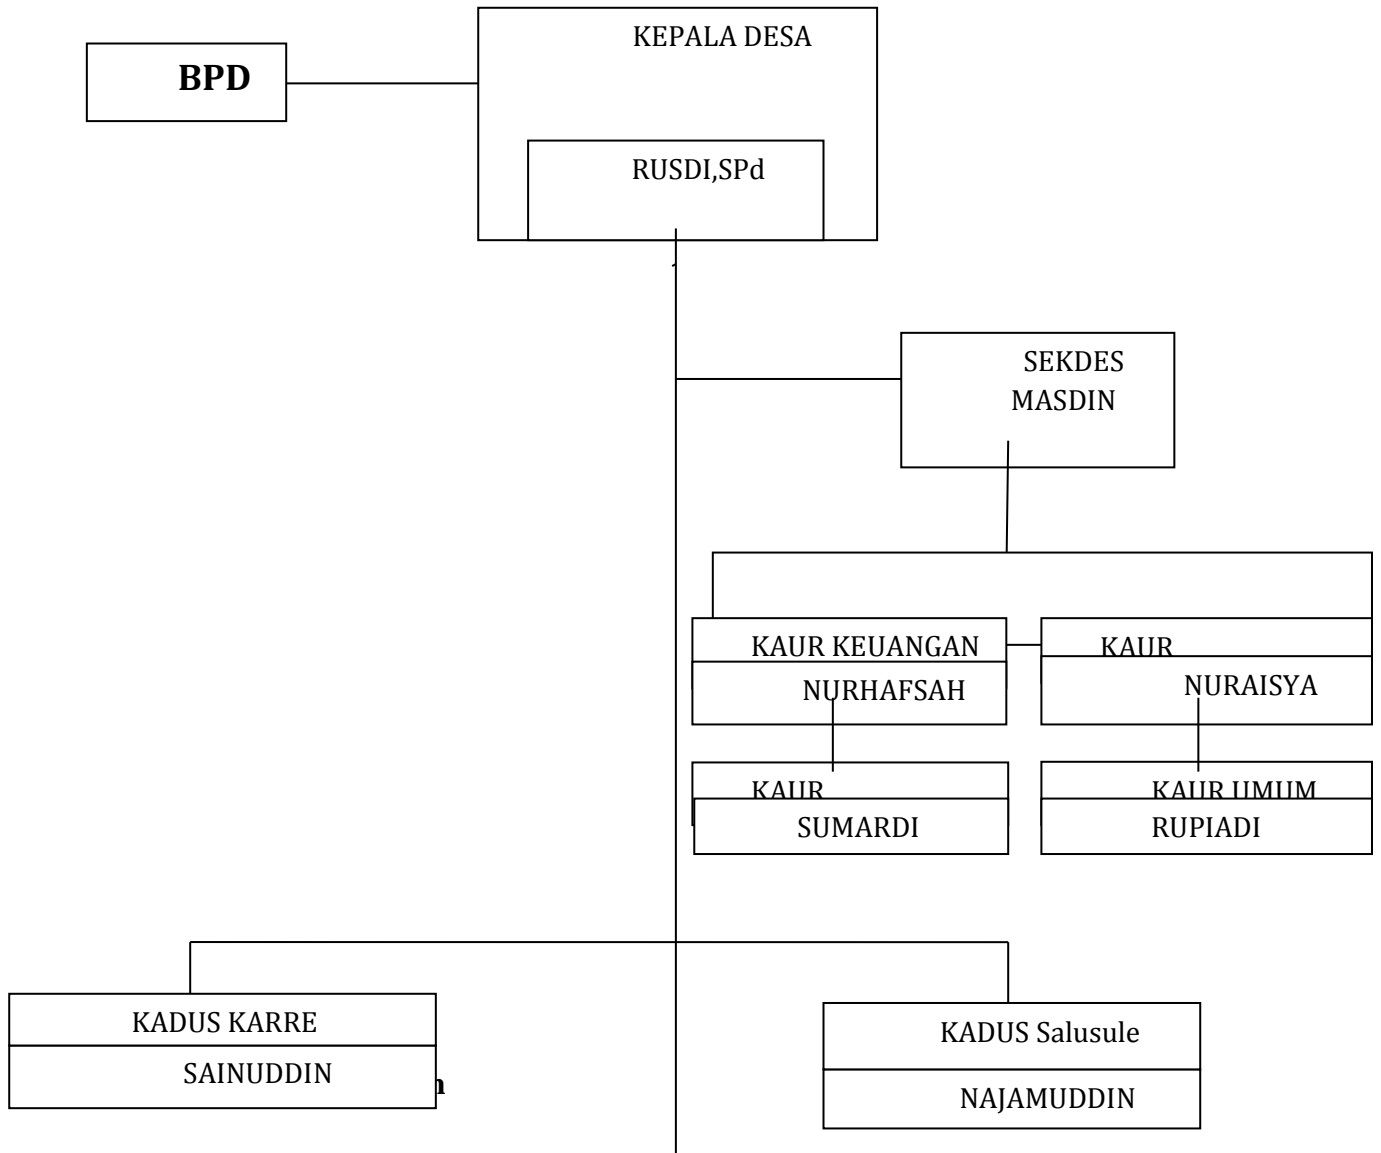 KEPALA DESA
BPD
RUSDI,SPd
SEKDES
MASDIN
KAUR KEUANGAN
KAUR
NURHAFSAH
NURAISYA
KAUR
KAUR UMUM
SUMARDI
RUPIADI
KADUS KARRE
KADUS Salusule
SAINUDDIN
NAJAMUDDIN